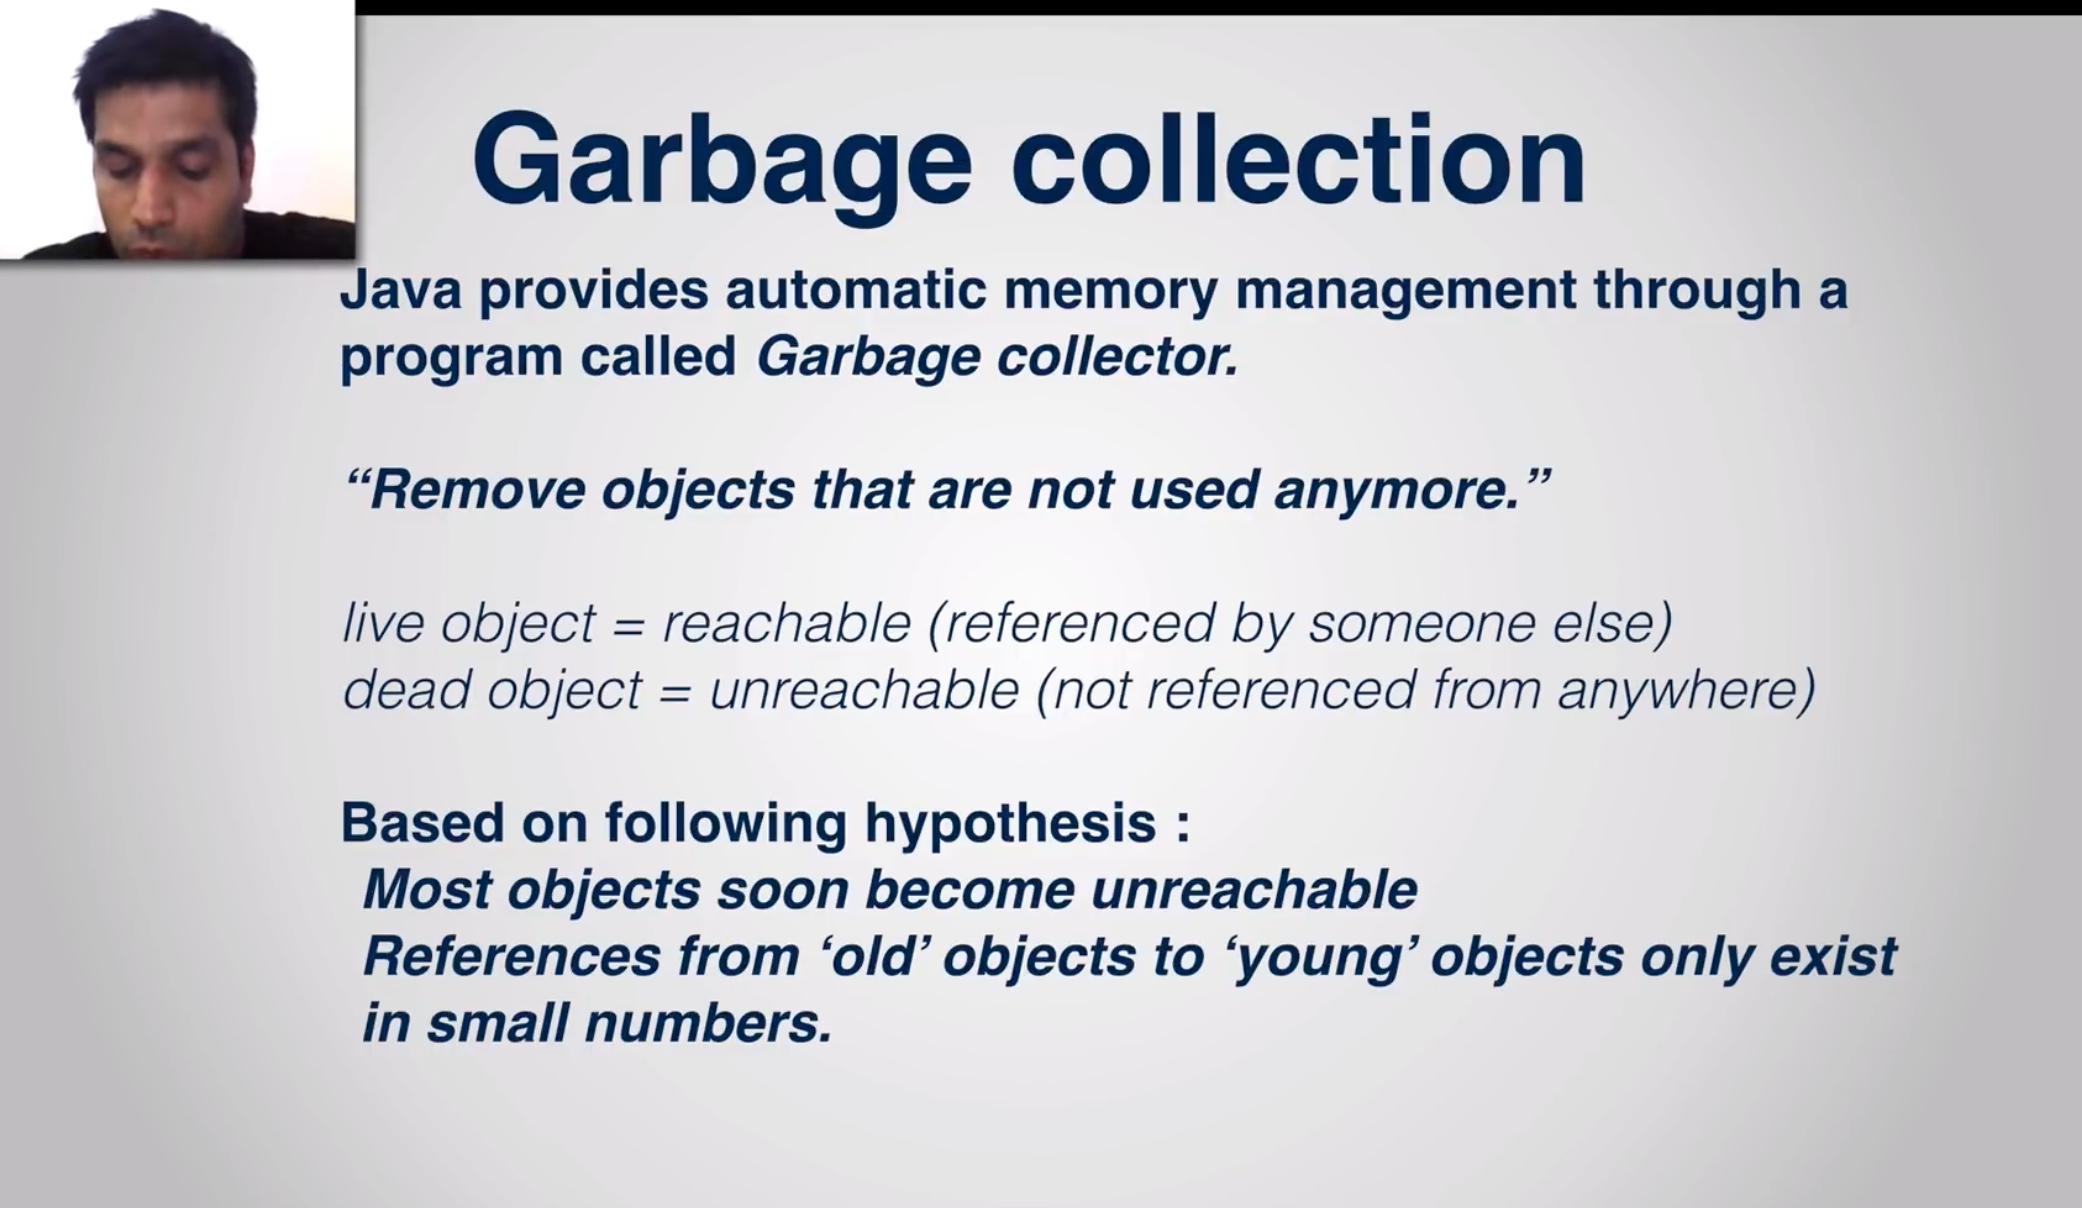 Garbage collection
Java provides automatic memory management through a
program called Garbage collector.
“Remove objects that are not used anymore.”
live object = reachable (referenced by someone else)
dead object = unreachable (not referenced from anywhere)
Based on following hypothesis :
Most objects soon become unreachable
References from ‘old’ objects to ‘young’ objects only exist
in small numbers.